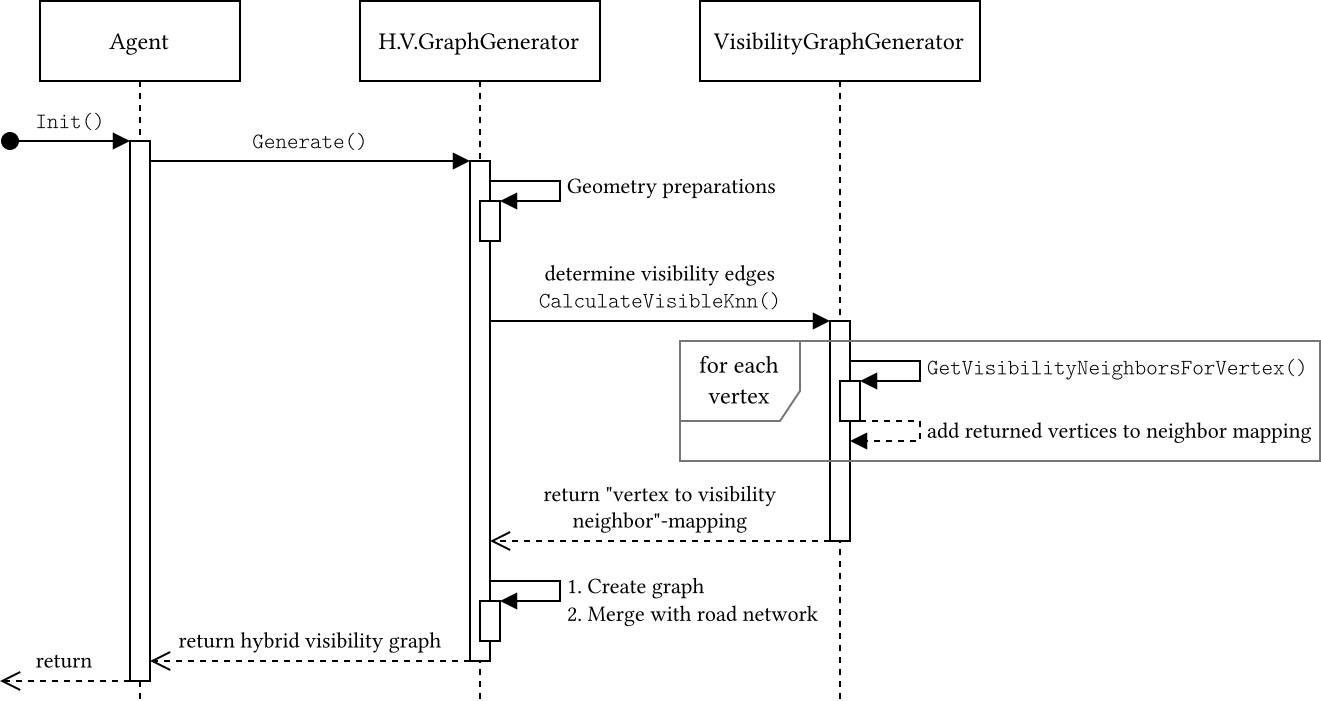 Agent
H.V.GraphGenerator
VisibilityGraphGenerator
Init()
Generate()
Geometry preparations
determine visibility edges
CalculateVisibleKnn()
for each
vertex
GetVisibilityNeighborsForVertex()
add returned vertices to neighbor mapping
return "vertex to visibility
neighbor"-mapping
1. Create graph
2. Merge with road network
return hybrid visibility graph
return